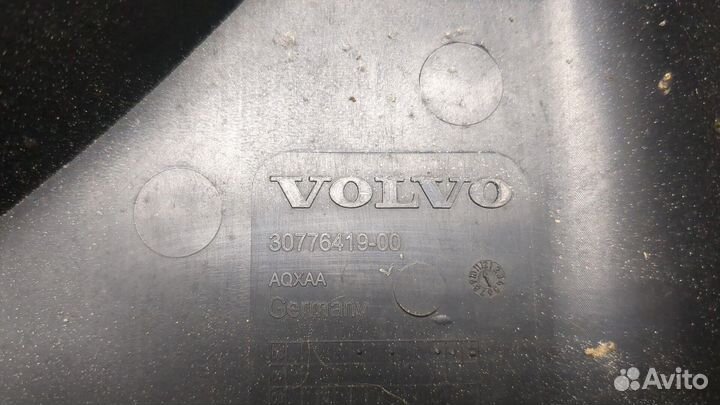 VOLVO
30776419-00
AQXAA
Germany
Avito